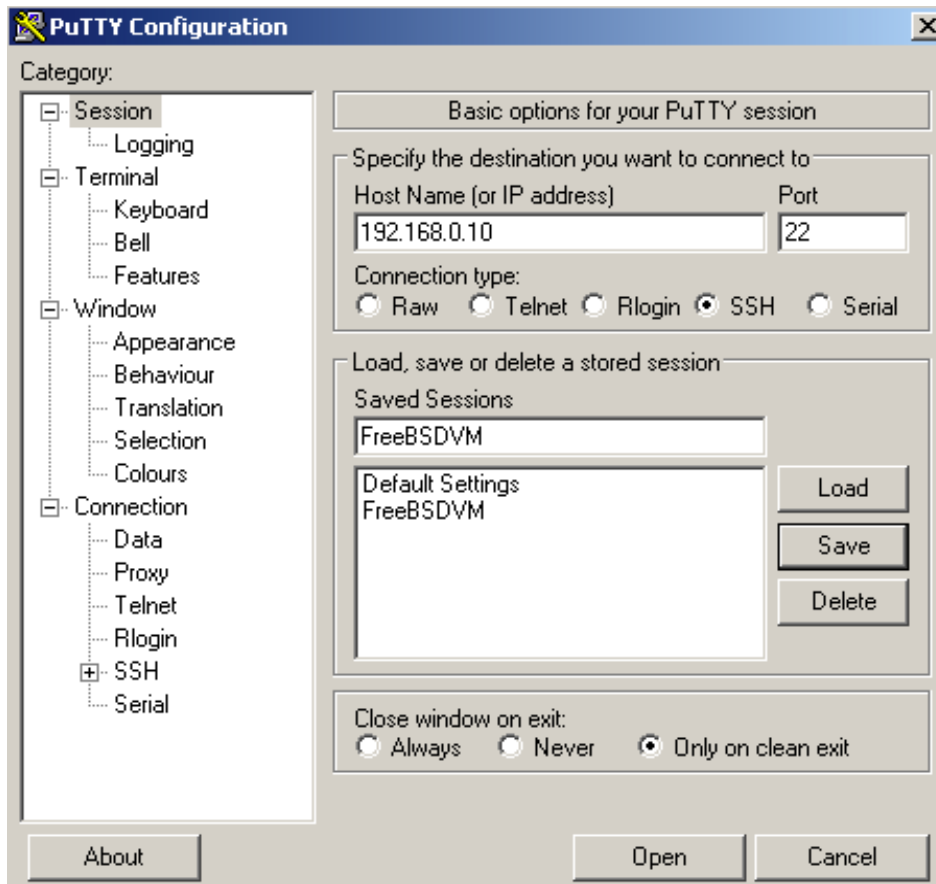 PuTTY Configuration
Category:
Session
Logging
Terminal
Keyboard
Bell
Features
Window
Appearance
Behaviour
Translation
Selection
Colours
Connection
Data
Proxy
Telnet
Rlogin
SSH
Serial
Basic options for your PuTTY session
Specify the destination you want to connect to
Host Name (or IP address) Port
192.168.0.10 22
Connection type:
Raw Telnet Rlogin SSH Serial
Load, save or delete a stored session
Saved Sessions
FreeBSDVM
Default Settings
FreeBSDVM
Load
Save
Delete
Close window on exit:
Always Never Only on clean exit
About Open Cancel